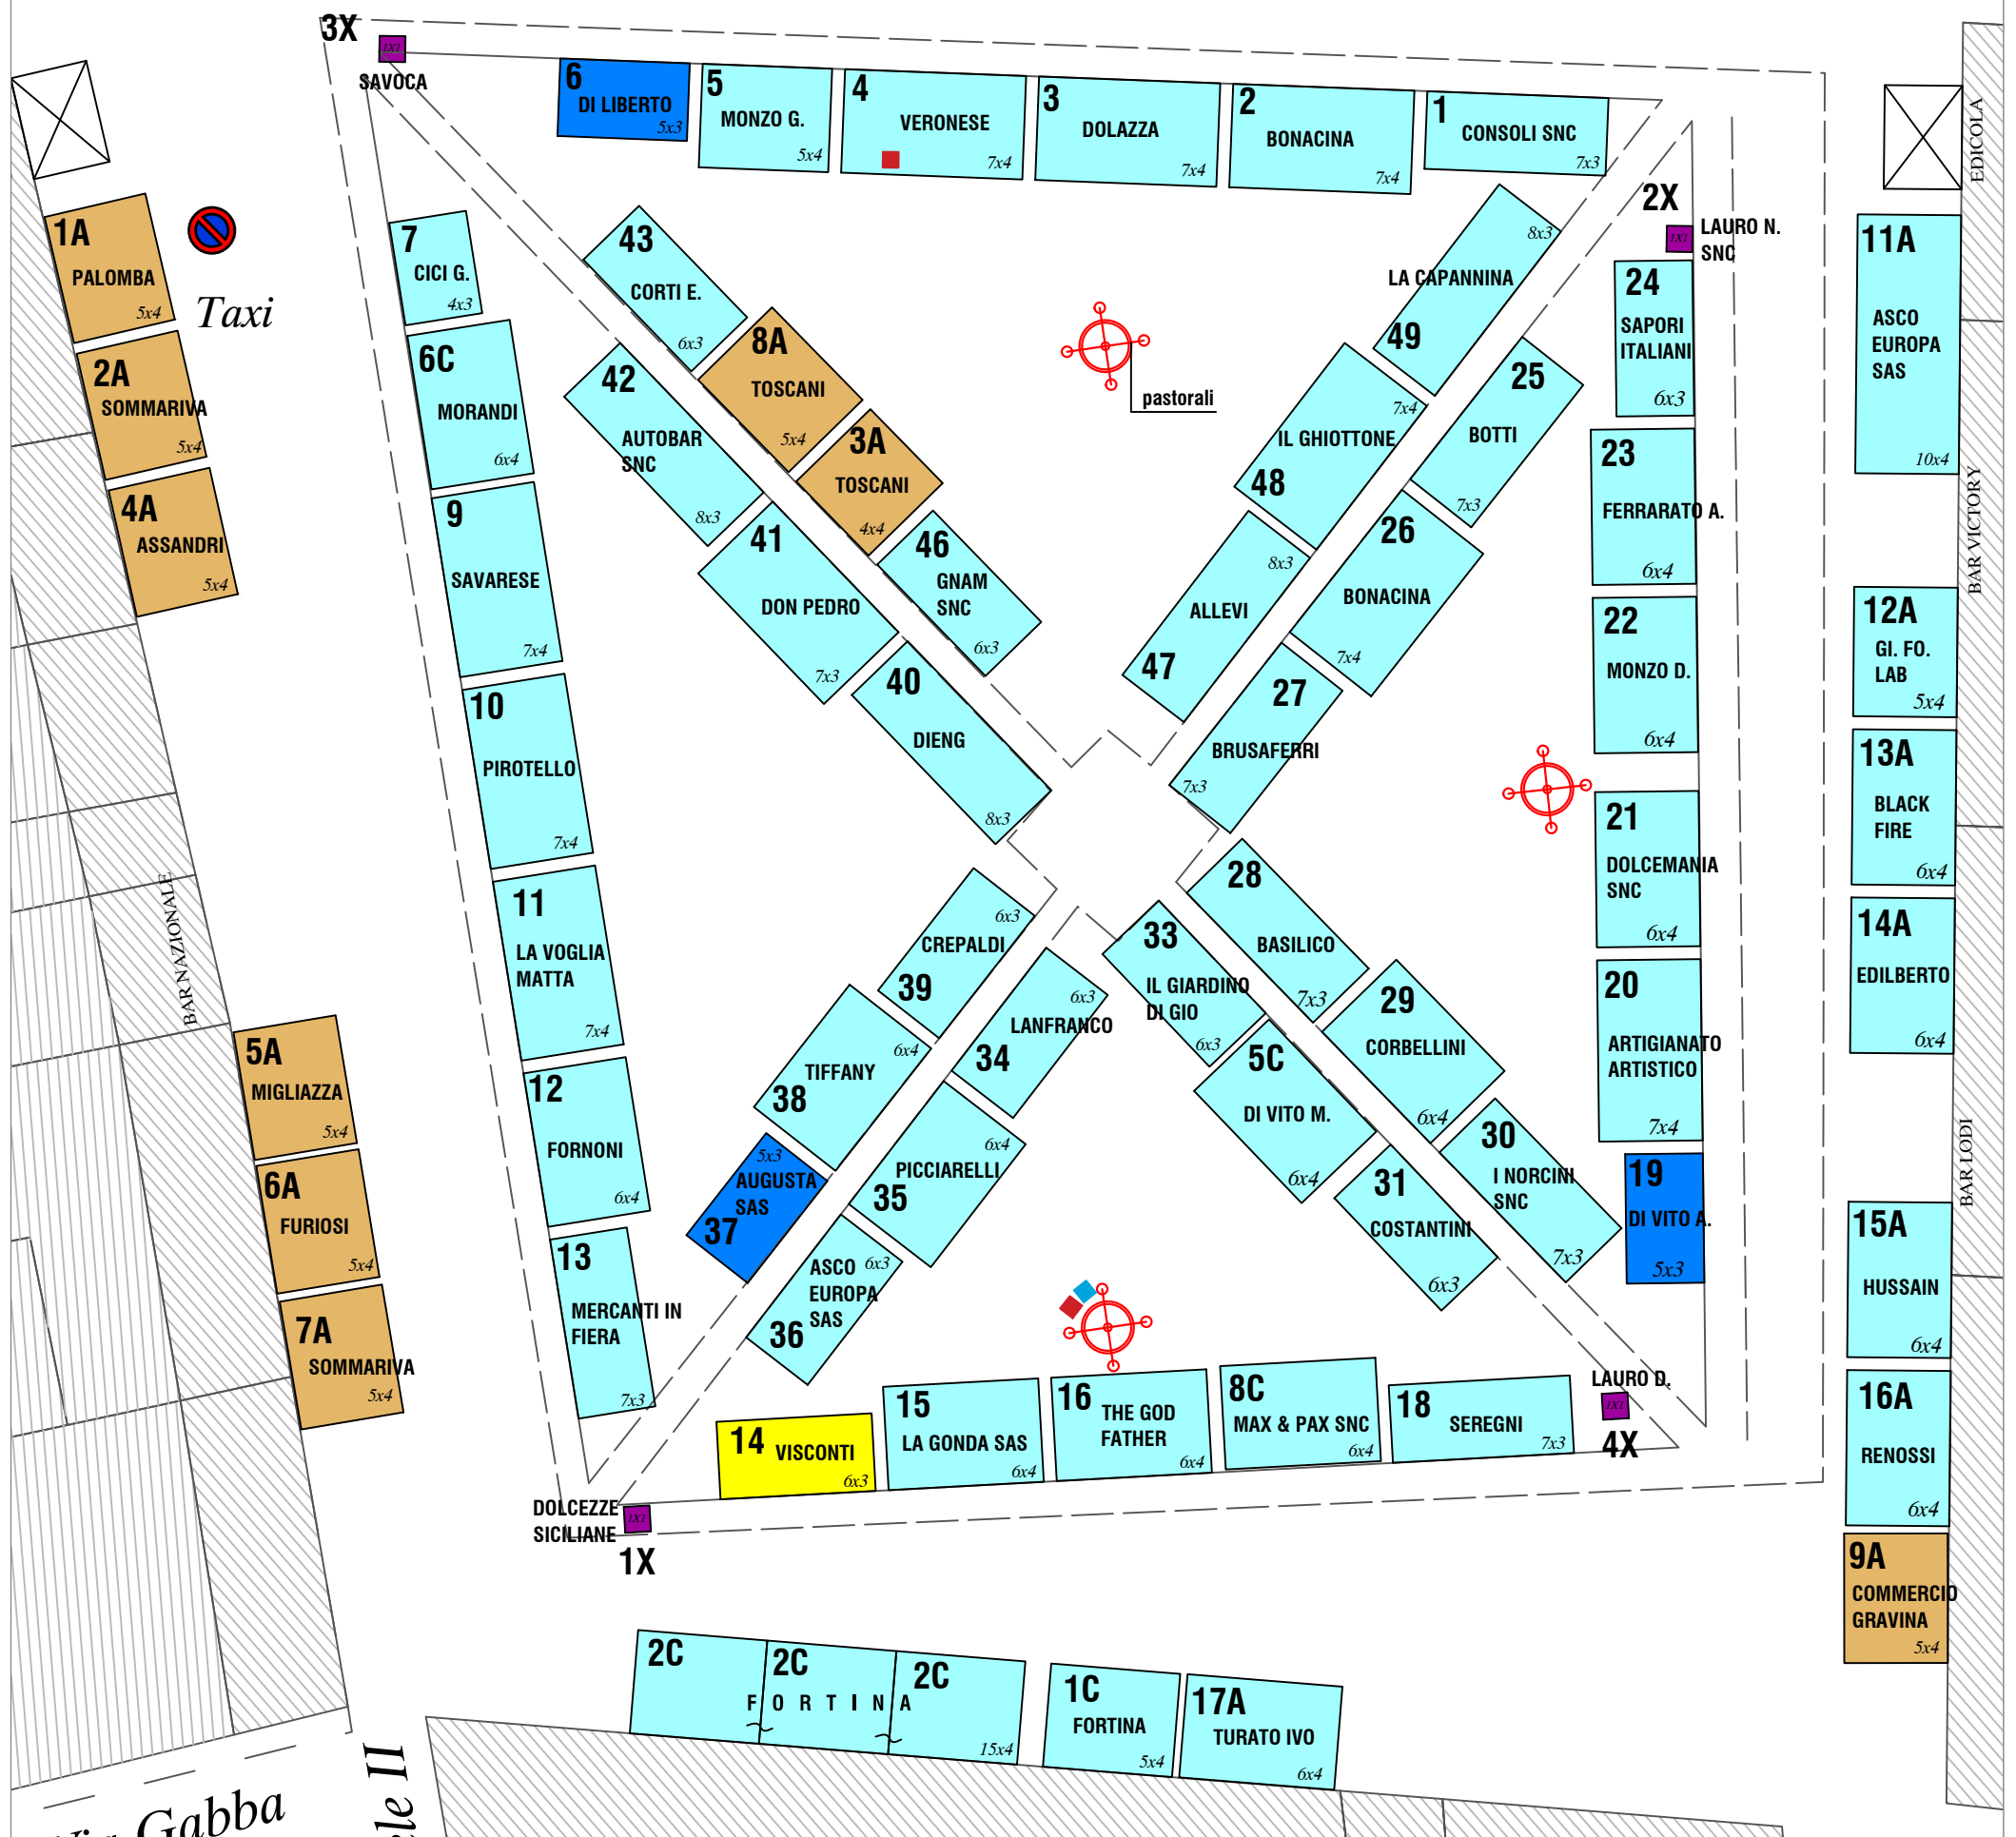 3X
1X1
SAVOCA
6
DI LIBERTO
5x3
5
MONZO G.
5x4
4
VERONESE
7x4
3
DOLAZZA
7x4
2
BONACINA
7x4
1
CONSOLI SNC
7x3
EDICOLA
1A
PALOMBA
5x4
Taxi
2A
SOMMARIVA
5x4
4A
ASSANDRI
5x4
7
CICI G.
4x3
6C
MORANDI
6x4
9
SAVARESE
7x4
10
PIROTELLO
7x4
11
LA VOGLIA
MATTA
7x4
12
FORNONI
6x4
13
MERCANTI IN
FIERA
7x3
43
CORTI E.
6x3
8A
TOSCANI
5x4
3A
TOSCANI
4x4
46
GNAM
SNC
6x3
42
AUTOBAR
SNC
8x3
41
DON PEDRO
7x3
40
DIENG
8x3
pastorali
8x3
LA CAPANNINA
49
7x4
IL GHIOTTONE
48
8x3
ALLEVI
47
25
BOTTI
7x3
26
BONACINA
7x4
27
BRUSAFERRI
7x3
2X
1X1
LAURO N.
SNC
24
SAPORI
ITALIANI
6x3
23
FERRARATO A.
6x4
22
MONZO D.
6x4
21
DOLCEMANIA
SNC
6x4
20
ARTIGIANATO
ARTISTICO
7x4
19
DI VITO A.
5x3
11A
ASCO
EUROPA
SAS
10x4
BAR VICTORY
12A
GI. FO.
LAB
5x4
13A
BLACK
FIRE
6x4
14A
EDILBERTO
6x4
BAR LODI
15A
HUSSAIN
6x4
16A
RENOSSI
6x4
9A
COMMERCIO
GRAVINA
5x4
BAR NAZIONALE
5A
MIGLIAZZA
5x4
6A
FURIOSI
5x4
7A
SOMMARIVA
5x4
6x3
CREPALDI
39
6x4
TIFFANY
38
5x3
AUGUSTA
SAS
37
6x3
LANFRANCO
34
6x4
PICCIARELLI
35
ASCO 6x3
EUROPA
SAS
36
28
BASILICO
7x3
29
CORBELLINI
6x4
30
I NORCINI
SNC
7x3
33
IL GIARDINO
DI GIO
6x3
5C
DI VITO M.
6x4
31
COSTANTINI
6x3
14 VISCONTI
6x3
15
LA GONDA SAS
6x4
16
THE GOD
FATHER
6x4
8C
MAX & PAX SNC
6x4
18
SEREGNI
7x3
LAURO D.
1X1
4X
DOLCEZZE
SICILIANE
1X1
1X
2C
2C
2C
FORTINA
15x4
1C
FORTINA
5x4
17A
TURATO IVO
6x4
Gabba
II